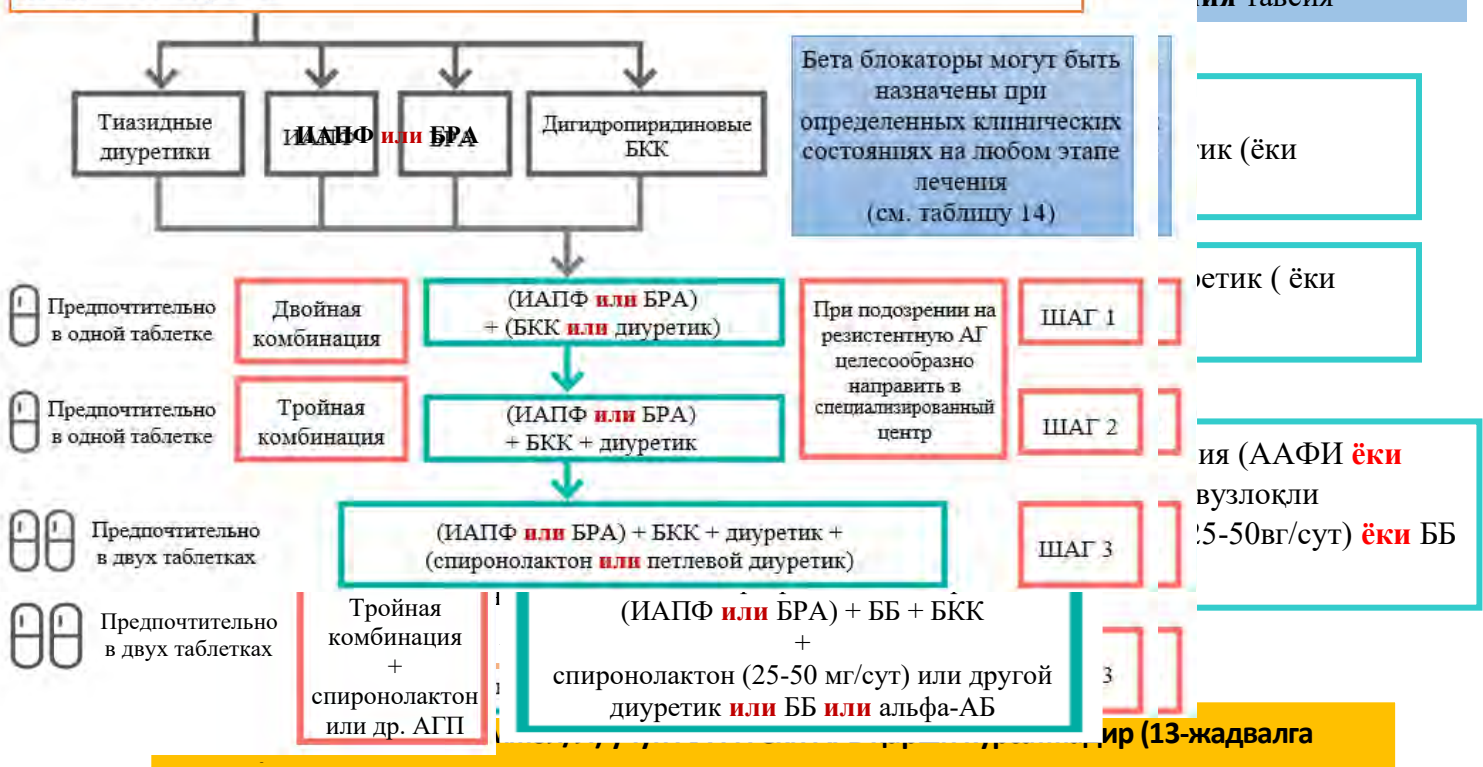 Тиазидные
диуретики
ИАПФ или БРА
Дигидропиридиновые
БКК
Бета блокаторы могут быть
назначены при
определенных клинических
состояниях на любом этапе
лечения
(см. таблицу 14)
тик (ёки
Предпочтительно
в одной таблетке
Двойная
комбинация
(ИАПФ или БРА)
+ (БКК или диуретик)
При подозрении на
резистентную АГ
целесообразно
направить в
специализированный
центр
ШАГ 1
ретик ( ёки
Предпочтительно
в одной таблетке
Тройная
комбинация
(ИАПФ или БРА)
+ БКК + диуретик
ШАГ 2
Предпочтительно
в двух таблетках
(ИАПФ или БРА) + БКК + диуретик +
(спиронолактон или петлевой диуретик)
ШАГ 3
ия (ААФИ ёки
вузлоқли
25-50вг/сут) ёки ББ
Предпочтительно
в двух таблетках
Тройная
комбинация
+
спиронолактон
или др. АГП
(ИАПФ или БРА) + ББ + БКК
+
спиронолактон (25-50 мг/сут) или другой
диуретик или ББ или альфа-АБ
3
(13-жадвалга